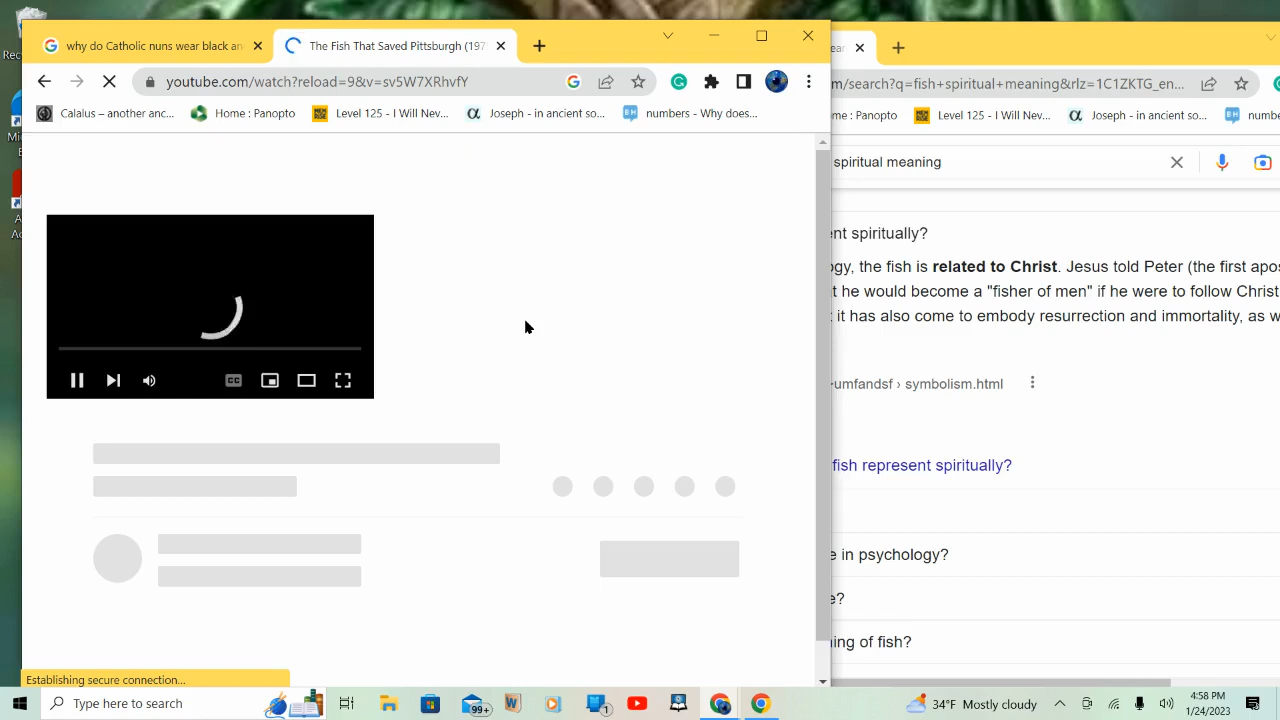 why do Catholic nuns wear black an
The Fish That Saved Pittsburgh (197
youtube.com/watch?reload=9&v=sv5W7XRhvfY
Calalus – another anc...
Home : Panopto
Level 125 - I Will Nev...
Joseph - in ancient so...
numbers - Why does...
CC
Establishing secure connection...
m/search?q=fish+spiritual+meaning&rlz=1C1ZKTG_en...
me : Panopto
Level 125 - I Will Nev...
Joseph - in ancient so...
numbe
spiritual meaning
nt spiritually?
gy, the fish is related to Christ. Jesus told Peter (the first apos
t he would become a "fisher of men" if he were to follow Christ
t it has also come to embody resurrection and immortality, as w
umfandsf › symbolism.html
fish represent spiritually?
e in psychology?
e?
ing of fish?
Type here to search
99+
1
34°F Mostly cloudy
4:58 PM
1/24/2023